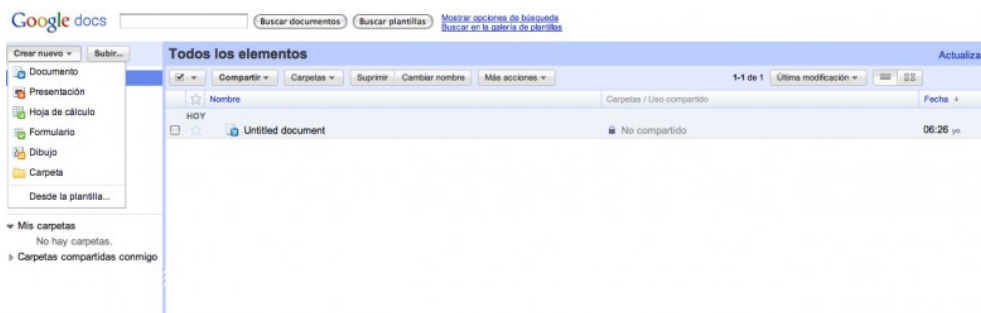 Google docs Buscar documentos Buscar plantillas Mostrar opciones de búsqueda
Buscar en la galería de plantillas
Crear nuevo Subir... Todos los elementos Actualiza
Documento
Presentación
Hoja de cálculo
Formulario
Dibujo
Carpeta
Desde la plantilla...
Compartir Carpetas Suprimir Cambiar nombre Más acciones 1-1 de 1 Última modificación
Nombre Carpetas / Uso compartido Fecha
HOY
Untitled document No compartido 06:26 yo
Mis carpetas
No hay carpetas.
Carpetas compartidas conmigo